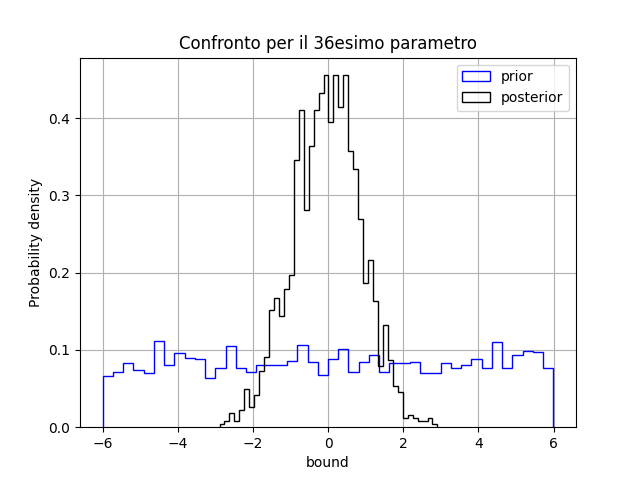 Confronto per il 36esimo parametro
prior
posterior
Probability density
0.4
0.3
0.2
0.1
0.0
−6
−4
−2
0
2
4
6
bound